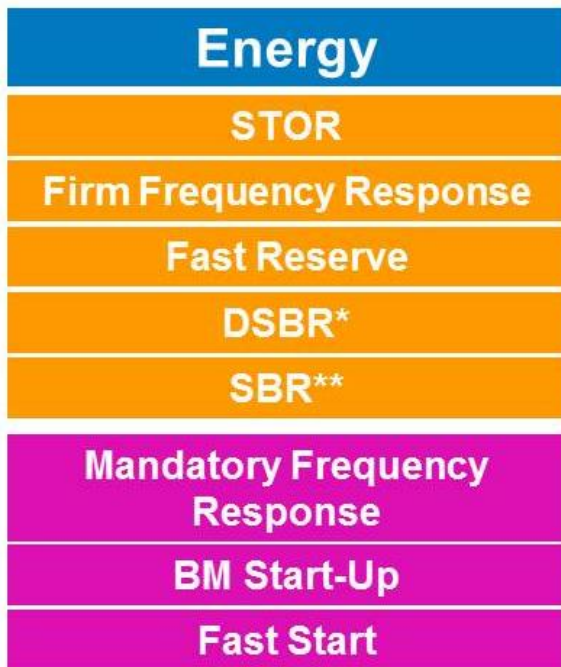 Energy
STOR
Firm Frequency Response
Fast Reserve
DSBR*
SBR**
Mandatory Frequency
Response
BM Start-Up
Fast Start